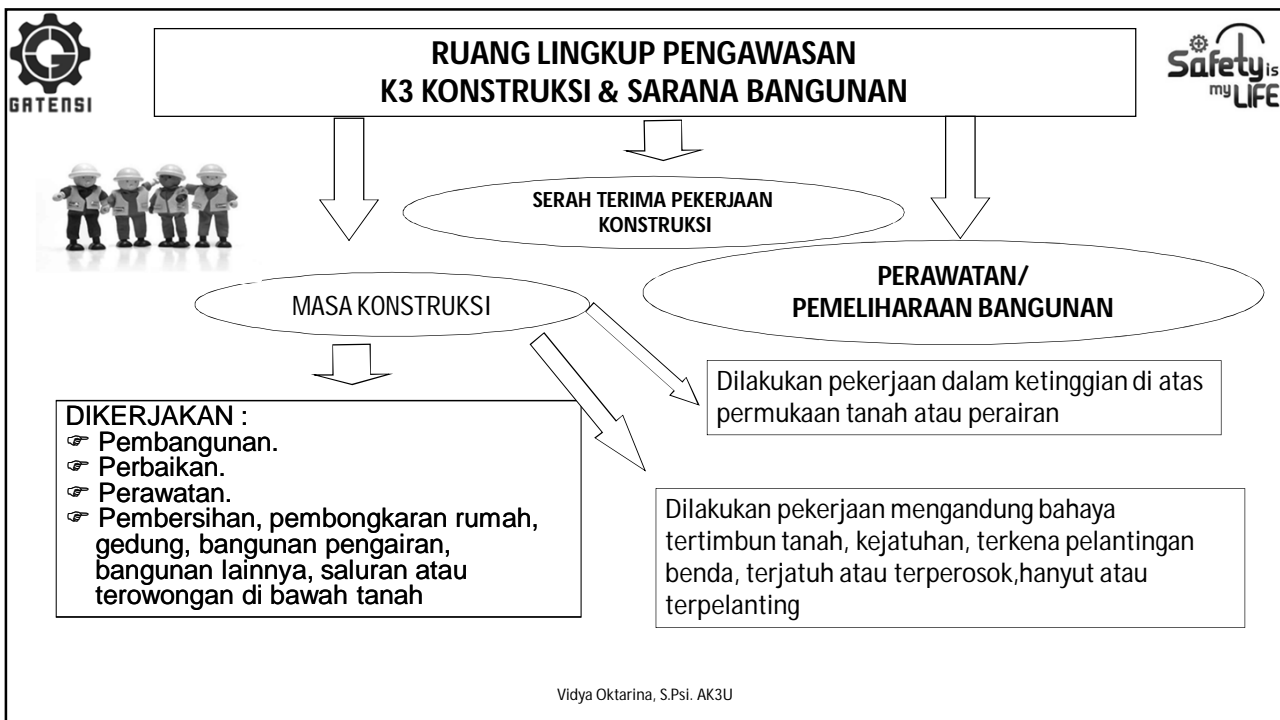 GATENSI
RUANG LINGKUP PENGAWASAN
K3 KONSTRUKSI & SARANA BANGUNAN
Safety is
my LIFE
SERAH TERIMA PEKERJAAN
KONSTRUKSI
MASA KONSTRUKSI
PERAWATAN/
PEMELIHARAAN BANGUNAN
Dilakukan pekerjaan dalam ketinggian di atas
permukaan tanah atau perairan
DIKERJAKAN :
☞ Pembangunan.
☞ Perbaikan.
☞ Perawatan.
☞ Pembersihan, pembongkaran rumah,
gedung, bangunan pengairan,
bangunan lainnya, saluran atau
terowongan di bawah tanah
Dilakukan pekerjaan mengandung bahaya
tertimbun tanah, kejatuhan, terkena pelantingan
benda, terjatuh atau terperosok,hanyut atau
terpelanting
Vidya Oktarina, S.Psi. AK3U